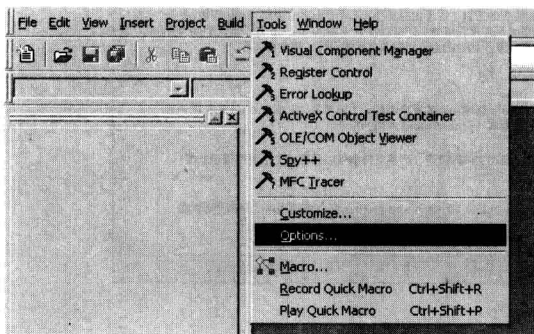 File Edit View Insert Project Build Tools Window Help
Visual Component Manager
Register Control
Error Lookup
ActiveX Control Test Container
OLE/COM Object Viewer
Spy++
MFC Tracer
Customize...
Options...
Macro...
Record Quick Macro Ctrl+Shift+R
Play Quick Macro Ctrl+Shift+P